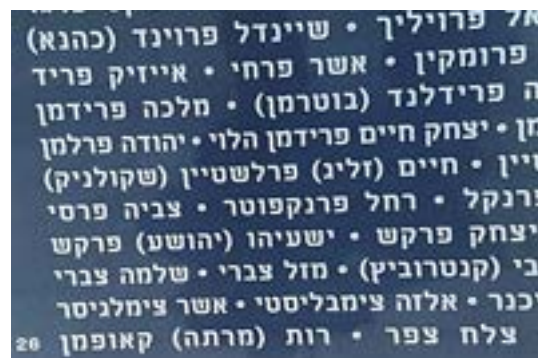 פרויליך • שיינדל פרוינד (כהנא)
פרומקין • אשר פרחי • אייזיק פריד
פרידלנד (בוטרמן) • מלכה פרידמן
• יצחק חיים פרידמן הלוי • יהודה פרלמן
• חיים (זליג) פרלשטיין (שקולניק)
פרנקל • רחל פרנקפוטר • צביה פרסי
יצחק פרקש • ישעיהו (יהושע) פרקש
(קנטרוביץ) • מזל צברי • שלמה צברי
• אלזה צימבליסטי • אשר צימלניסר
צלח צפר • רות (מרתה) קאופמן 26